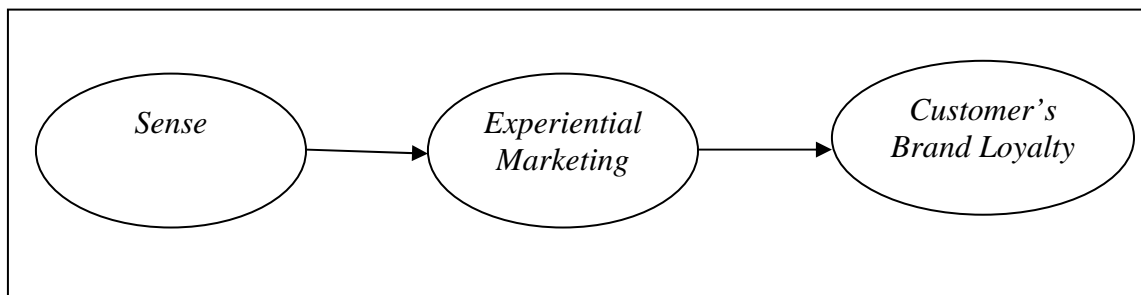 Sense
Experiential
Marketing
Customer’s
Brand Loyalty